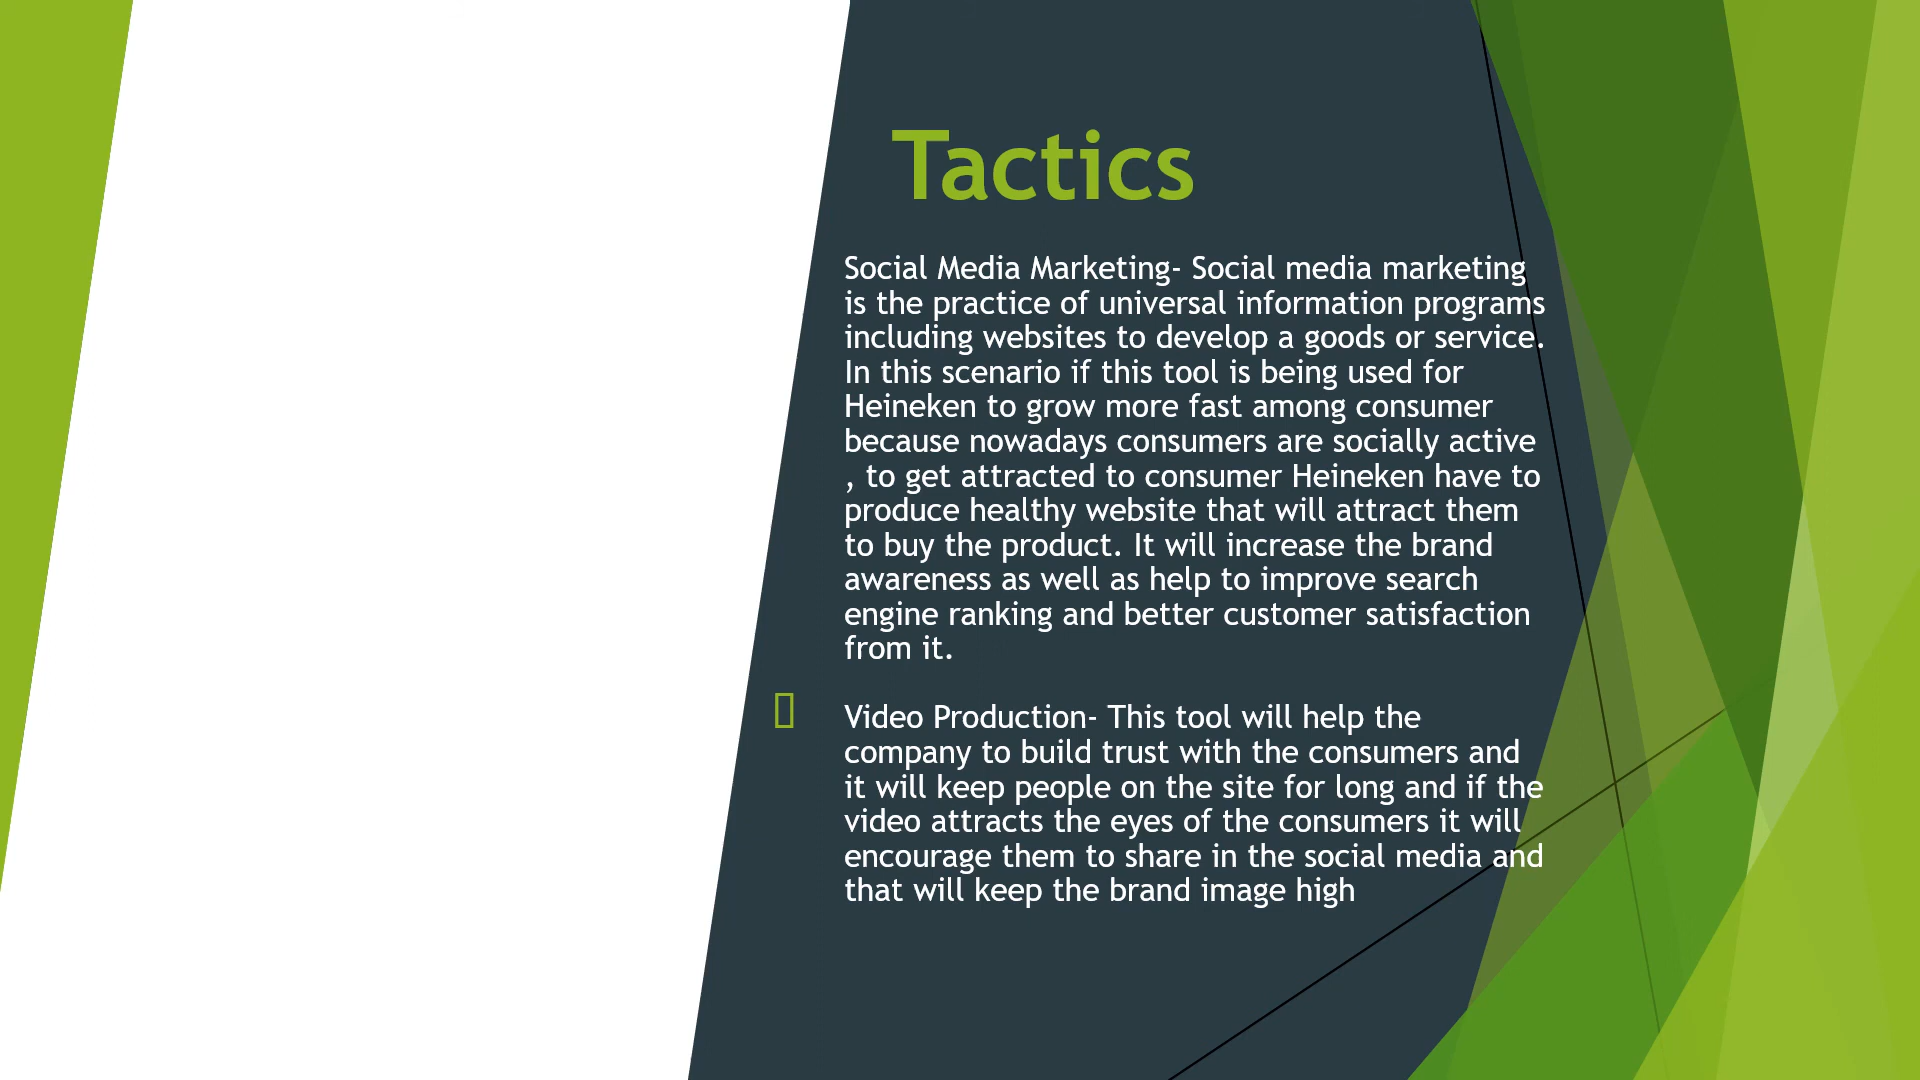 Tactics
Social Media Marketing- Social media marketing
is the practice of universal information programs
including websites to develop a goods or service.
In this scenario if this tool is being used for
Heineken to grow more fast among consumer
because nowadays consumers are socially active
, to get attracted to consumer Heineken have to
produce healthy website that will attract them
to buy the product. It will increase the brand
awareness as well as help to improve search
engine ranking and better customer satisfaction
from it.
Video Production- This tool will help the
company to build trust with the consumers and
it will keep people on the site for long and if the
video attracts the eyes of the consumers it will
encourage them to share in the social media and
that will keep the brand image high